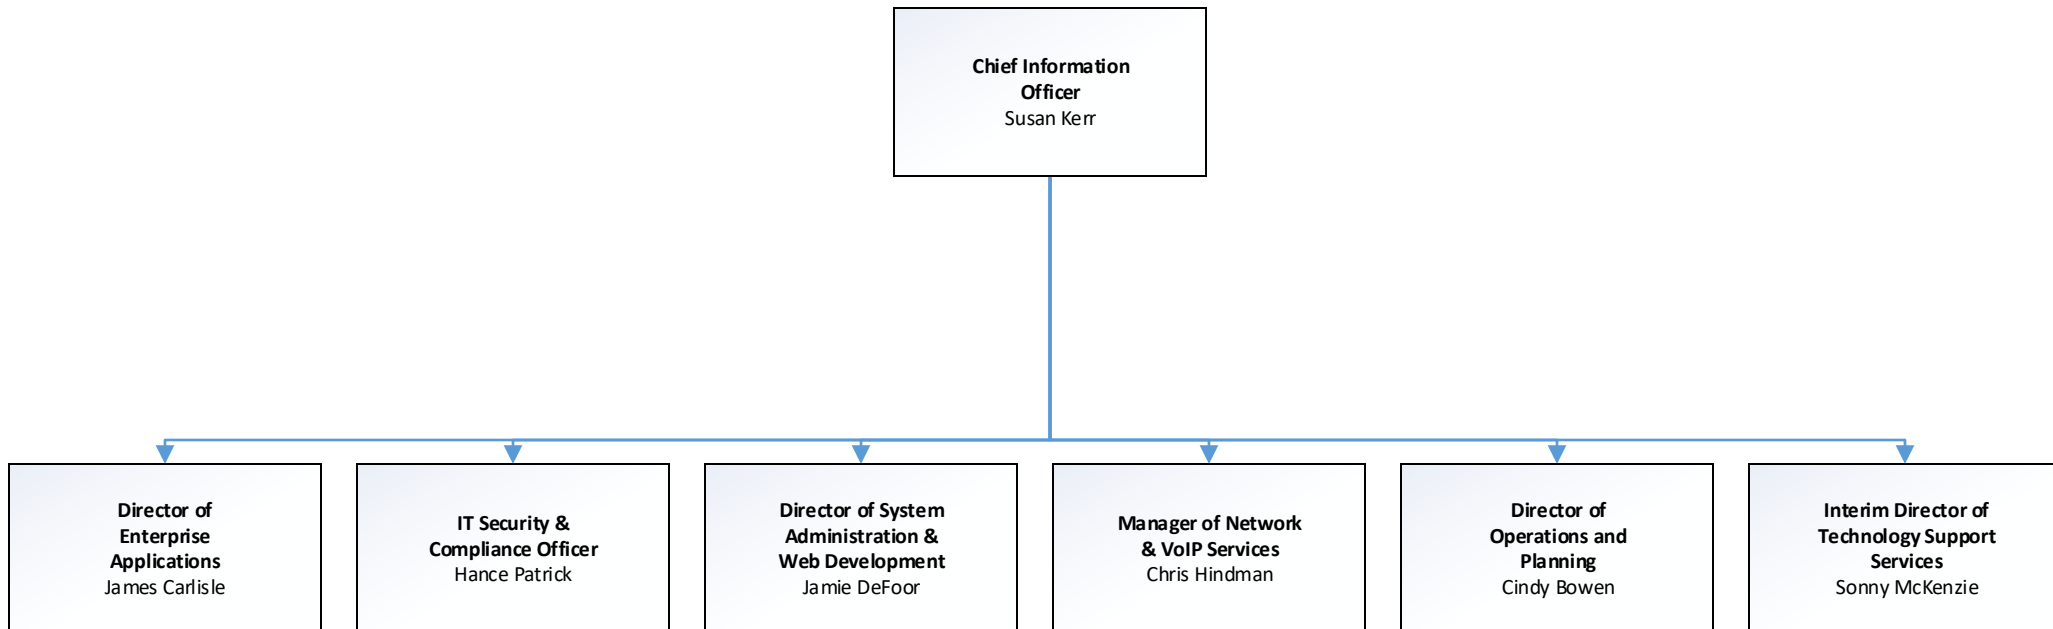 Chief Information
Officer
Susan Kerr
Director of
Enterprise
Applications
James Carlisle
IT Security &
Compliance Officer
Hance Patrick
Director of System
Administration &
Web Development
Jamie DeFoor
Manager of Network
& VoIP Services
Chris Hindman
Director of
Operations and
Planning
Cindy Bowen
Interim Director of
Technology Support
Services
Sonny McKenzie